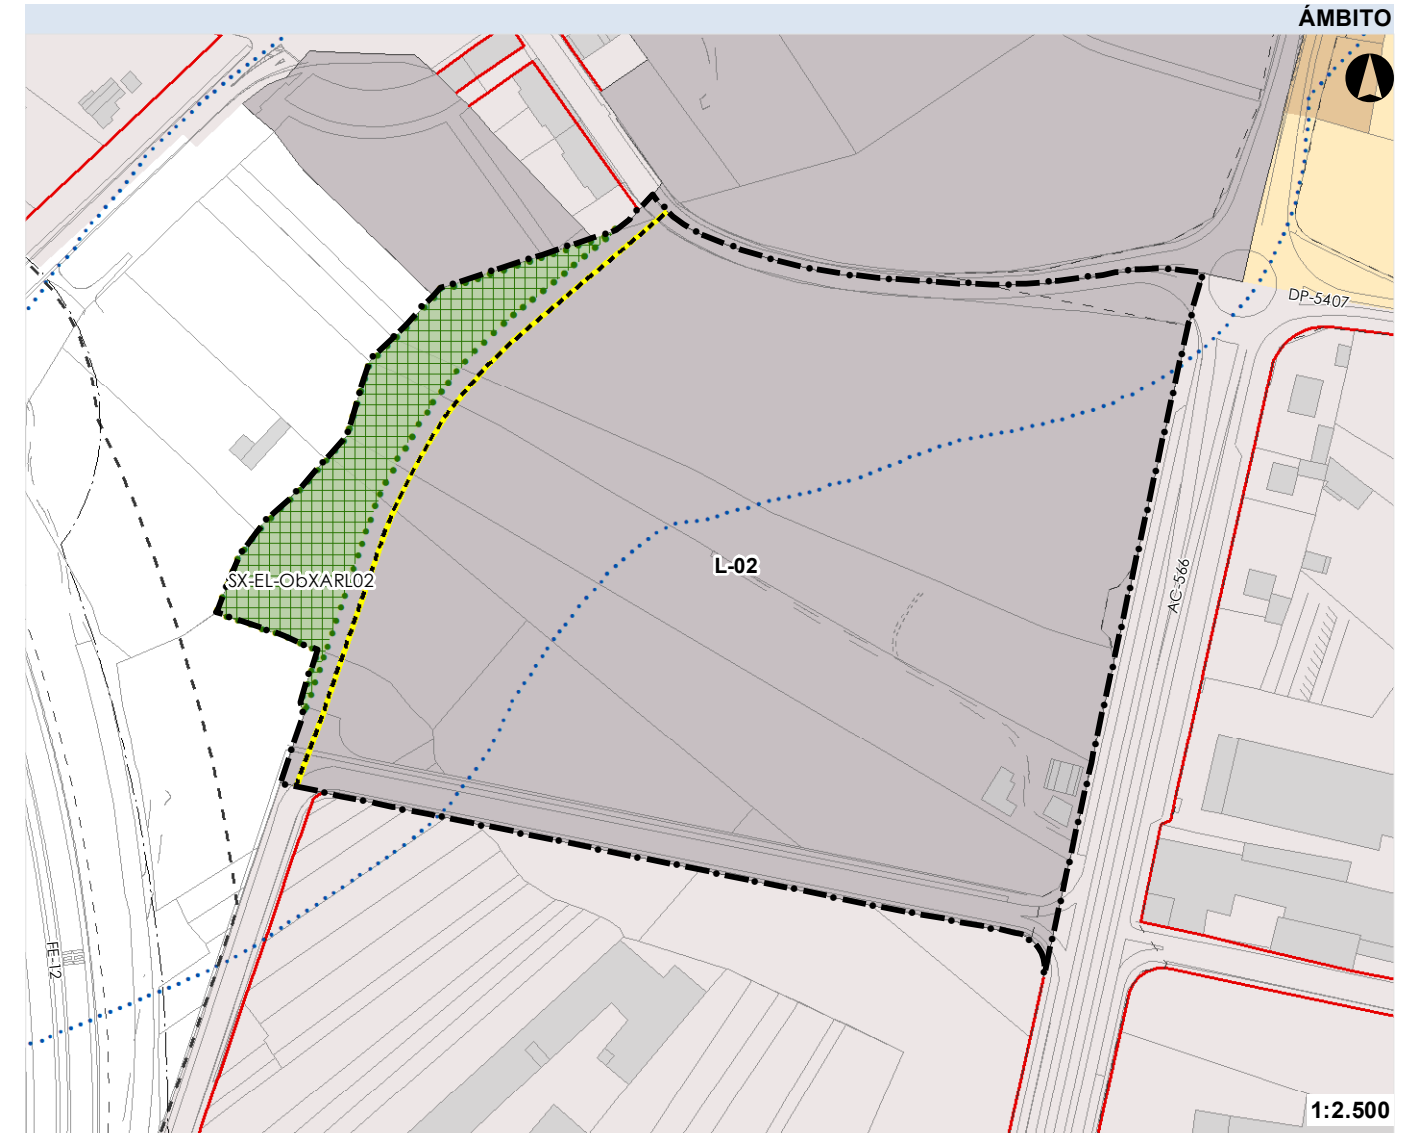 ÁMBITO
DP-5407
L-02
SX-EL-ObXARL02
AC-566
FE-12
1:2.500